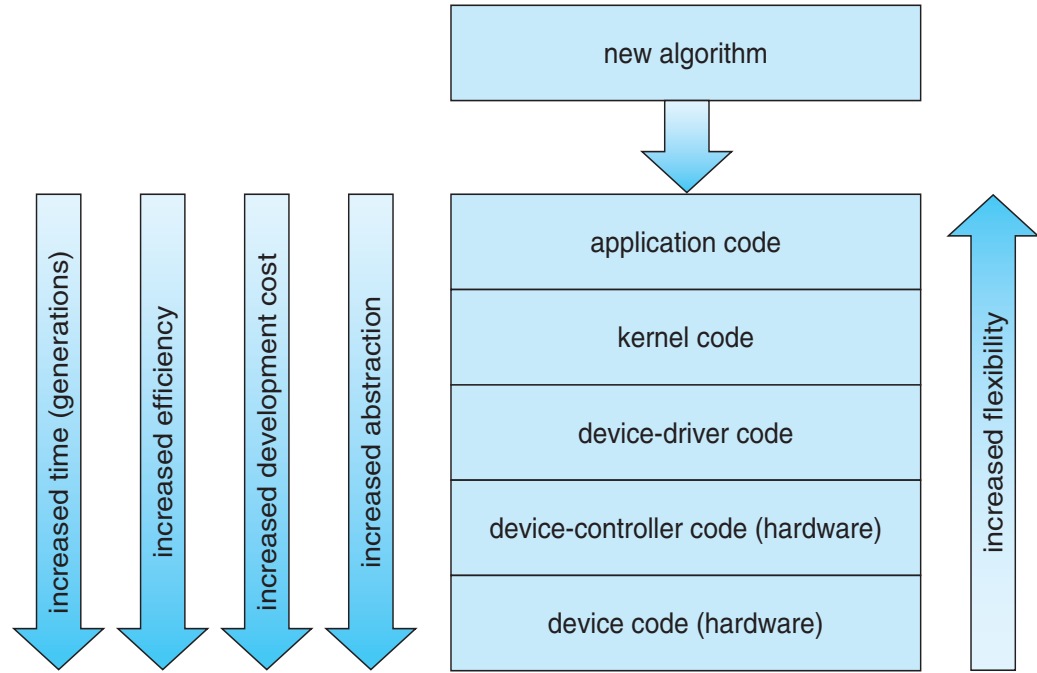 new algorithm
application code
kernel code
device-driver code
device-controller code (hardware)
device code (hardware)
increased time (generations)
increased efficiency
increased development cost
increased abstraction
increased flexibility